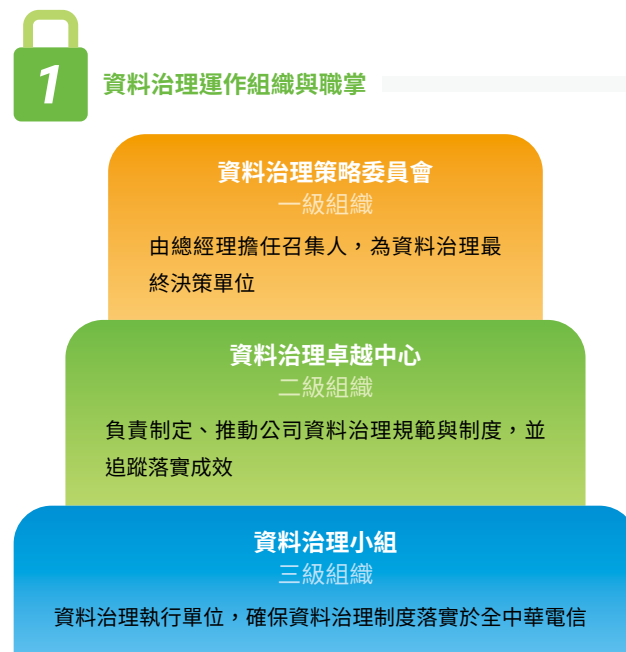 1
資料治理運作組織與職掌
資料治理策略委員會
一級組織
由總經理擔任召集人，為資料治理最
終決策單位
資料治理卓越中心
二級組織
負責制定、推動公司資料治理規範與制度，並
追蹤落實成效
資料治理小組
三級組織
資料治理執行單位，確保資料治理制度落實於全中華電信